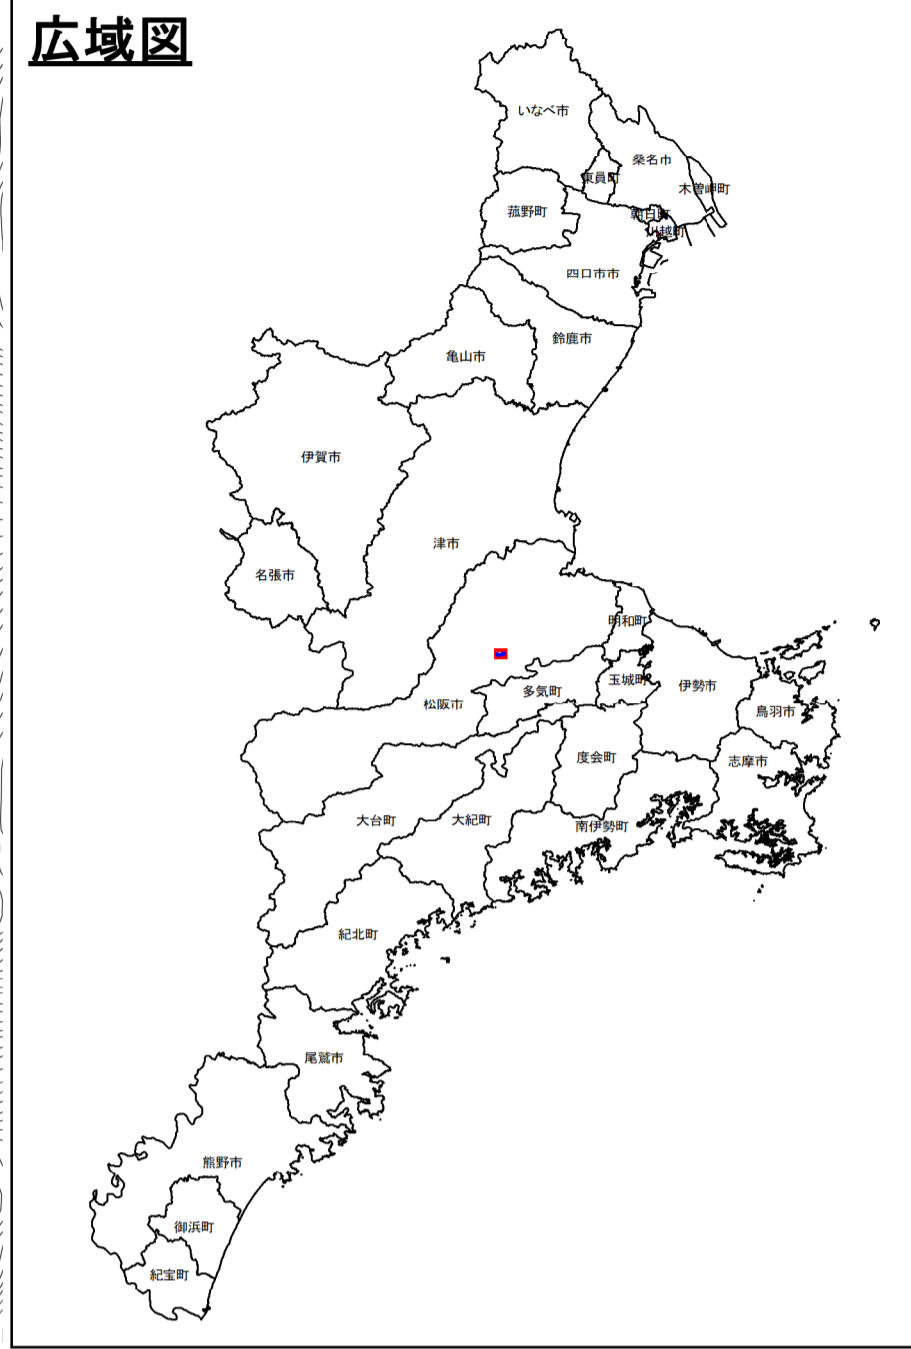 広域図
いなべ市
桑名市
東員町
木曽岬町
菰野町
朝日町
川越町
四日市市
鈴鹿市
亀山市
伊賀市
津市
名張市
明和町
玉城町
伊勢市
多気町
松阪市
鳥羽市
度会町
志摩市
大台町
大紀町
南伊勢町
紀北町
尾鷲市
熊野市
御浜町
紀宝町